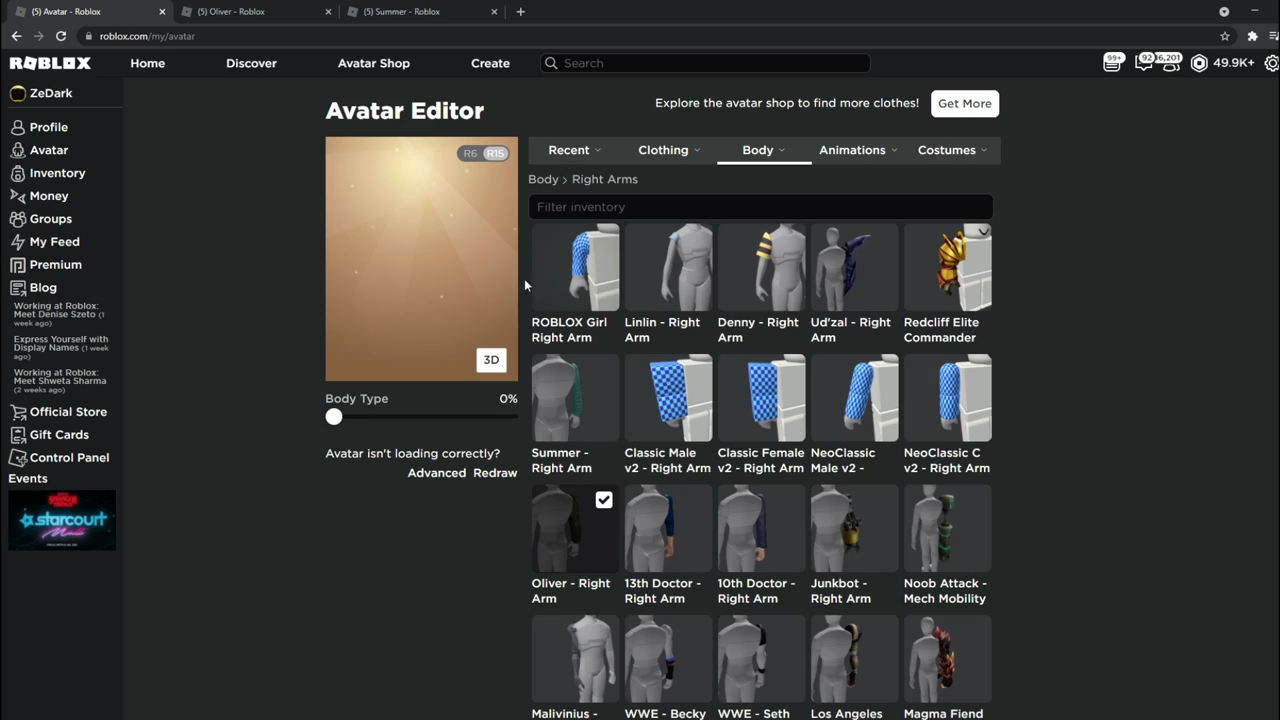 (5) Avatar - Roblox
(5) Oliver - Roblox
(5) Summer - Roblox
roblox.com/my/avatar
ROBLOX
Home
Discover
Avatar Shop
Create
Search
99+
92
16,201
49.9K+
ZeDark
Profile
Avatar
Inventory
Money
Groups
My Feed
Premium
Blog
Working at Roblox:
Meet Denise Szeto (1
week ago)
Express Yourself with
Display Names (1 week
ago)
Working at Roblox:
Meet Shweta Sharma
(2 weeks ago)
Official Store
Gift Cards
Control Panel
Events
starcourt
Avatar Editor
Explore the avatar shop to find more clothes!
Get More
R6 R15
3D
Body Type
0%
Avatar isn't loading correctly?
Advanced Redraw
Recent
Clothing
Body
Animations
Costumes
Body > Right Arms
Filter inventory
ROBLOX Girl
Right Arm
Linlin - Right
Arm
Denny - Right
Arm
Ud'zal - Right
Arm
Redcliff Elite
Commander
Summer -
Right Arm
Classic Male
v2 - Right Arm
Classic Female
v2 - Right Arm
NeoClassic
Male v2 -
NeoClassic C
v2 - Right Arm
Oliver - Right
Arm
13th Doctor -
Right Arm
10th Doctor -
Right Arm
Junkbot -
Right Arm
Noob Attack -
Mech Mobility
Malivinius -
WWE - Becky
WWE - Seth
Los Angeles
Magma Fiend